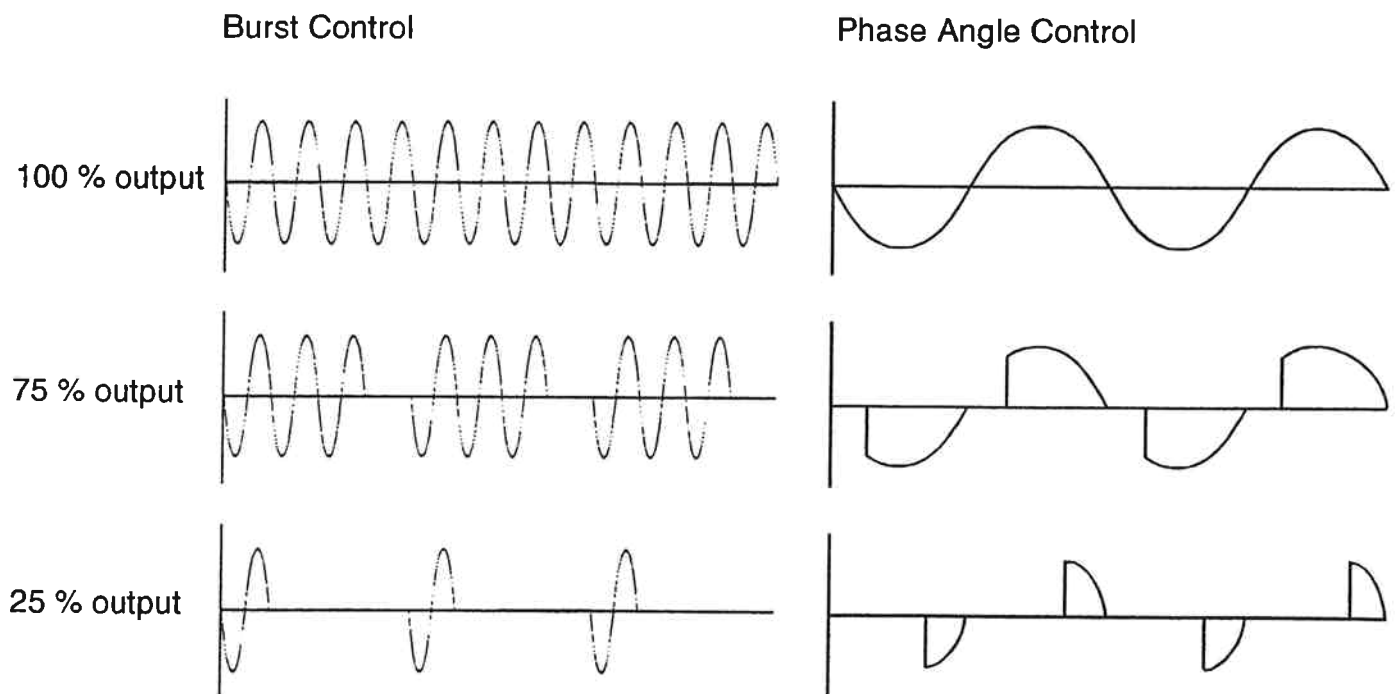 Burst Control
Phase Angle Control
100 % output
75 % output
25 % output